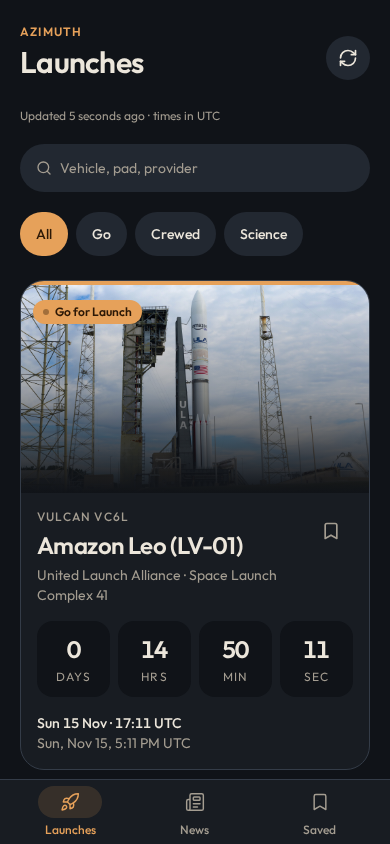 AZIMUTH
Launches
Updated 5 seconds ago · times in UTC
Vehicle, pad, provider
All
Go
Crewed
Science
Go for Launch
ULA
VULCAN VC6L
Amazon Leo (LV-01)
United Launch Alliance · Space Launch
Complex 41
0
14
50
11
DAYS
HRS
MIN
SEC
Sun 15 Nov · 17:11 UTC
Sun, Nov 15, 5:11 PM UTC
Launches
News
Saved